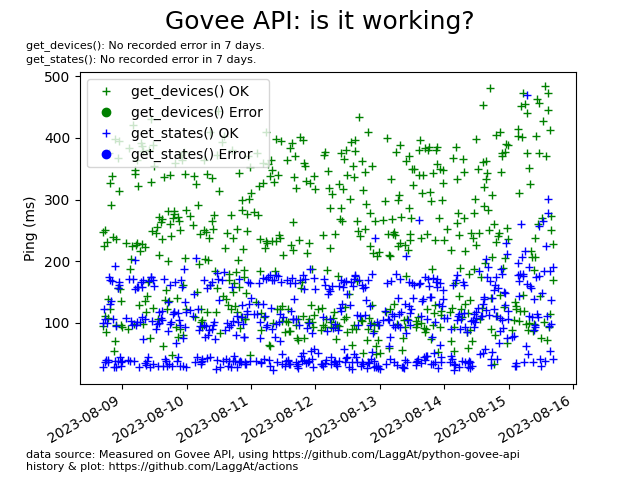 Govee API: is it working?
get_devices(): No recorded error in 7 days.
get_states(): No recorded error in 7 days.
500
400
300
200
100
Ping (ms)
get_devices() OK
get_devices() Error
get_states() OK
get_states() Error
2023-08-09
2023-08-10
2023-08-11
2023-08-12
2023-08-13
2023-08-14
2023-08-15
2023-08-16
data source: Measured on Govee API, using https://github.com/LaggAt/python-govee-api
history & plot: https://github.com/LaggAt/actions